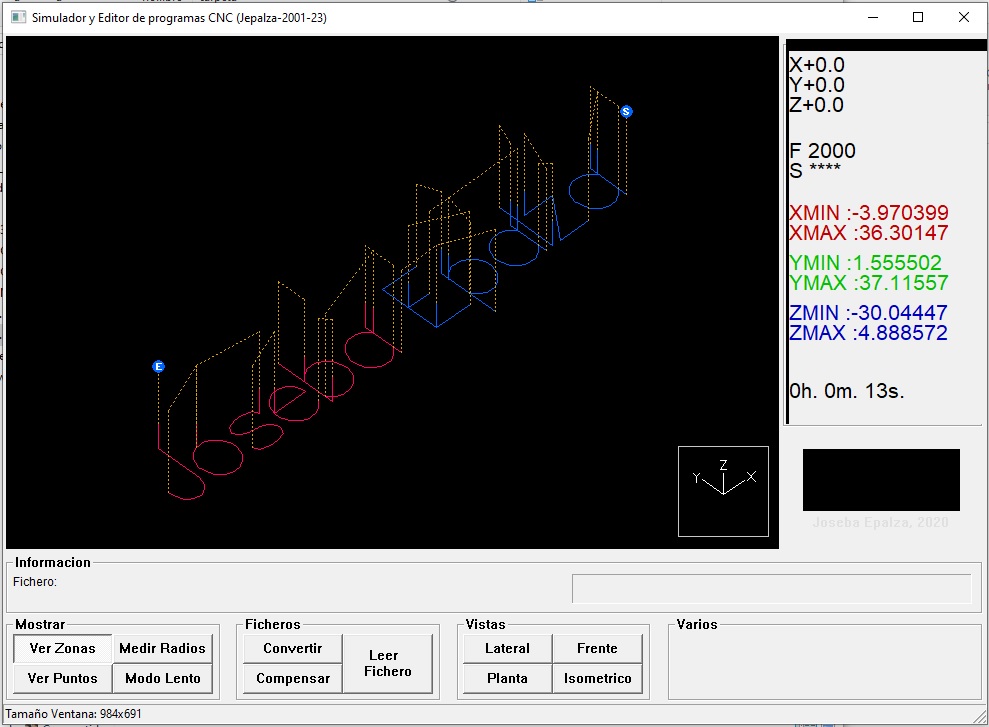 Simulador y Editor de programas CNC (Jepalza-2001-23)
X+0.0
Y+0.0
Z+0.0
F 2000
S ****
XMIN :-3.970399
XMAX :36.30147
YMIN :1.555502
YMAX :37.11557
ZMIN :-30.04447
ZMAX :4.888572
0h. 0m. 13s.
S
E
joseba epalza
Z
Y X
Joseba Epalza, 2020
Informacion
Fichero:
Mostrar
Ver Zonas Medir Radios
Ver Puntos Modo Lento
Ficheros
Convertir
Compensar
Leer
Fichero
Vistas
Lateral Frente
Planta Isometrico
Varios
Tamaño Ventana: 984x691